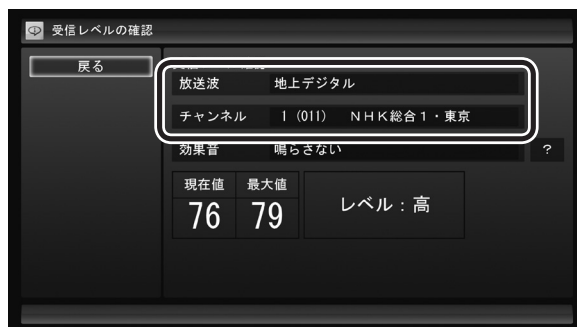 受信レベルの確認
戻る
放送波 地上デジタル
チャンネル 1 (011) NHK総合1・東京
効果音 鳴らさない ?
現在値 最大値
76 79 レベル：高